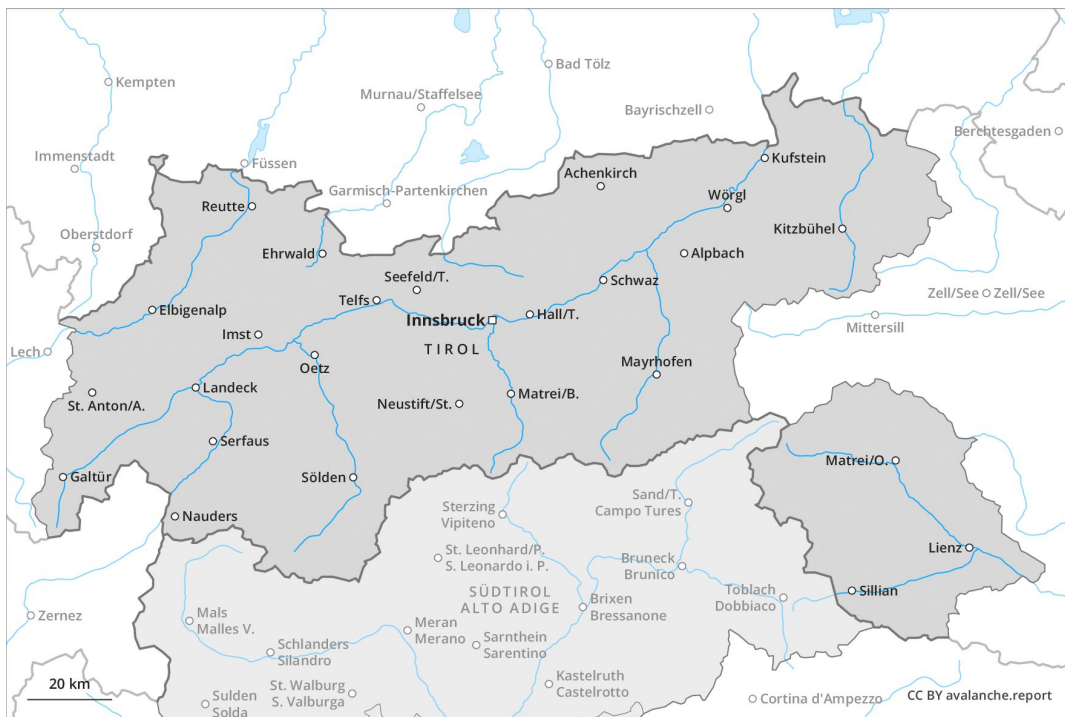 Kempten
Bad Tölz
Murnau/Staffelsee
Bayrischzell
Berchtesgaden
Immenstadt
Füssen
Kufstein
Achenkirch
Garmisch-Partenkirchen
Reutte
Wörgl
Kitzbühel
Oberstdorf
Ehrwald
Alpbach
Seefeld/T.
Schwaz
Zell/See
Zell/See
Telfs
Elbigenalp
Innsbruck
Hall/T.
Mittersill
Imst
TIROL
Lech
Oetz
Mayrhofen
Landeck
St. Anton/A.
Neustift/St.
Matrei/B.
Serfaus
Matrei/O.
Galtür
Sölden
Sand/T.
Campo Tures
Sterzing
Vipiteno
Nauders
Lienz
St. Leonhard/P.
S. Leonardo i. P.
Bruneck
Brunico
SÜDTIROL
ALTO ADIGE
Toblach
Dobbiaco
Sillian
Brixen
Bressanone
Zernez
Mals
Malles V.
Meran
Merano
Sarnthein
Sarentino
Schlanders
Silandro
Kastelruth
Castelrotto
20 km
St. Walburg
S. Valburga
Sulden
Solda
Cortina d'Ampezzo
CC BY avalanche.report